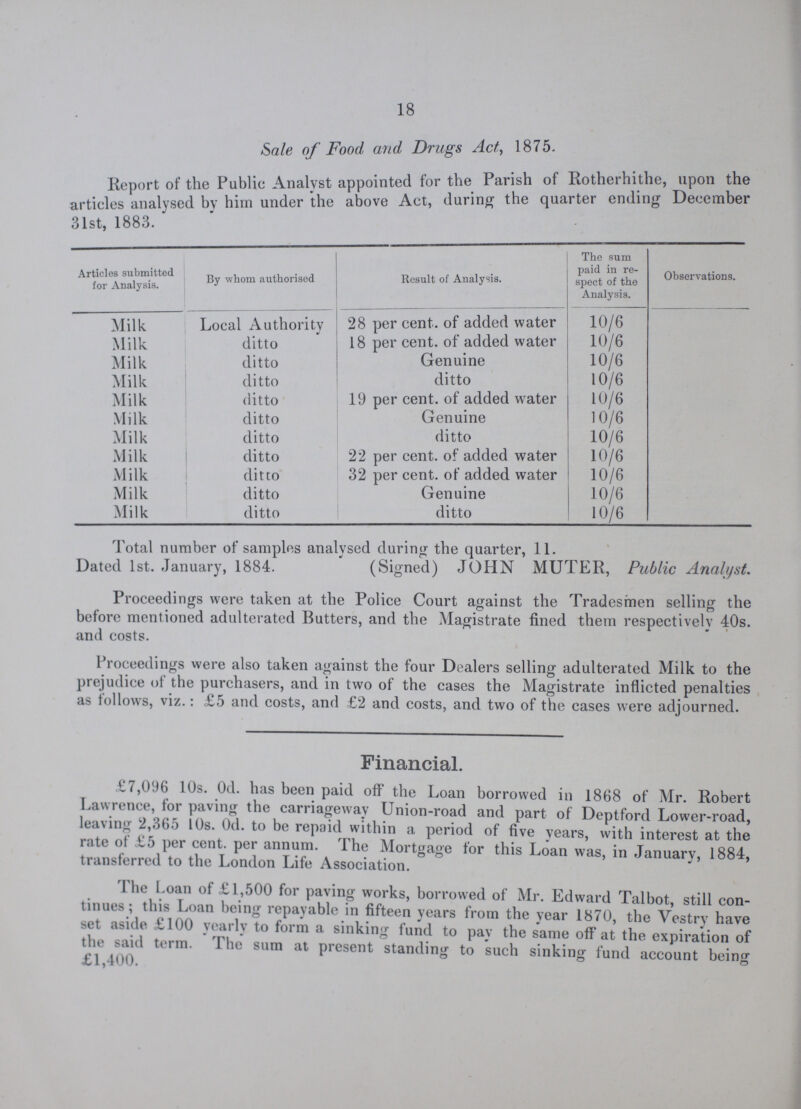 18
Sale of Food and Drugs Act, 1875.
Report of the Public Analyst appointed for the Parish of Rotherhithe, upon the
articles analysed by him under the above Act, during the quarter ending December
31st, 1883.
Articles submitted for Analysis. By whom authorised Result of Analysis. The sum paid in re- spect of the Analysis. Observations.
Milk Local Authority 28 per cent. of added water 10/6
Milk ditto 18 per cent. of added water 10/6
Milk ditto Genuine 10/6
Milk ditto ditto 10/6
Milk ditto 19 per cent. of added water 10/6
Milk ditto Genuine 10/6
Milk ditto ditto 10/6
Milk ditto 22 per cent. of added water 10/6
Milk ditto 32 per cent. of added water 10/6
Milk ditto Genuine 10/6
Milk ditto ditto 10/6
Total number of samples analysed during the quarter, 11.
Dated 1st. January, 1884. (Signed) JOHN MUTER, Public Analyst.
Proceedings were taken at the Police Court against the Tradesmen selling the
before mentioned adulterated Butters, and the Magistrate fined them respectively 40s.
and costs.
Proceedings were also taken against the four Dealers selling adulterated Milk to the
prejudice of the purchasers, and in two of the cases the Magistrate inflicted penalties
as follows, viz.: £5 and costs, and £2 and costs, and two of the cases were adjourned.
Financial.
£7,096 10s. 0d. has been paid off the Loan borrowed in 1868 of Mr. Robert
Lawrence, for paving the carriageway Union-road and part of Deptford Lower-road,
leaving 2,365 10s. 0d. to be repaid within a period of five years, with interest at the
rate of £5 per cent. per annum. The Mortgage for this Loan was, in January, 1884,
transferred to the London Life Association.
The Loan of £1,500 for paving works, borrowed of Mr. Edward Talbot, still con-
tinues; this Loan being repayable in fifteen years from the year 1870, the Vestry have
set aside £100 yearly to form a sinking fund to pay the same off at the expiration of
the said term. The sum at present standing to such sinking fund account being
£1,400.